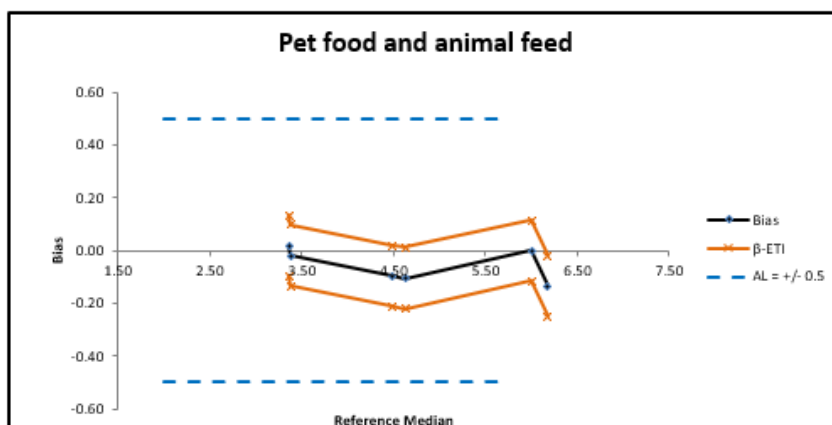 Pet food and animal feed
0.60
0.40
0.20
0.00
-0.20
-0.40
-0.60
1.50 2.50 3.50 4.50 5.50 6.50 7.50
Bias
Reference Median
Bias
β-ETI
AL = +/- 0.5